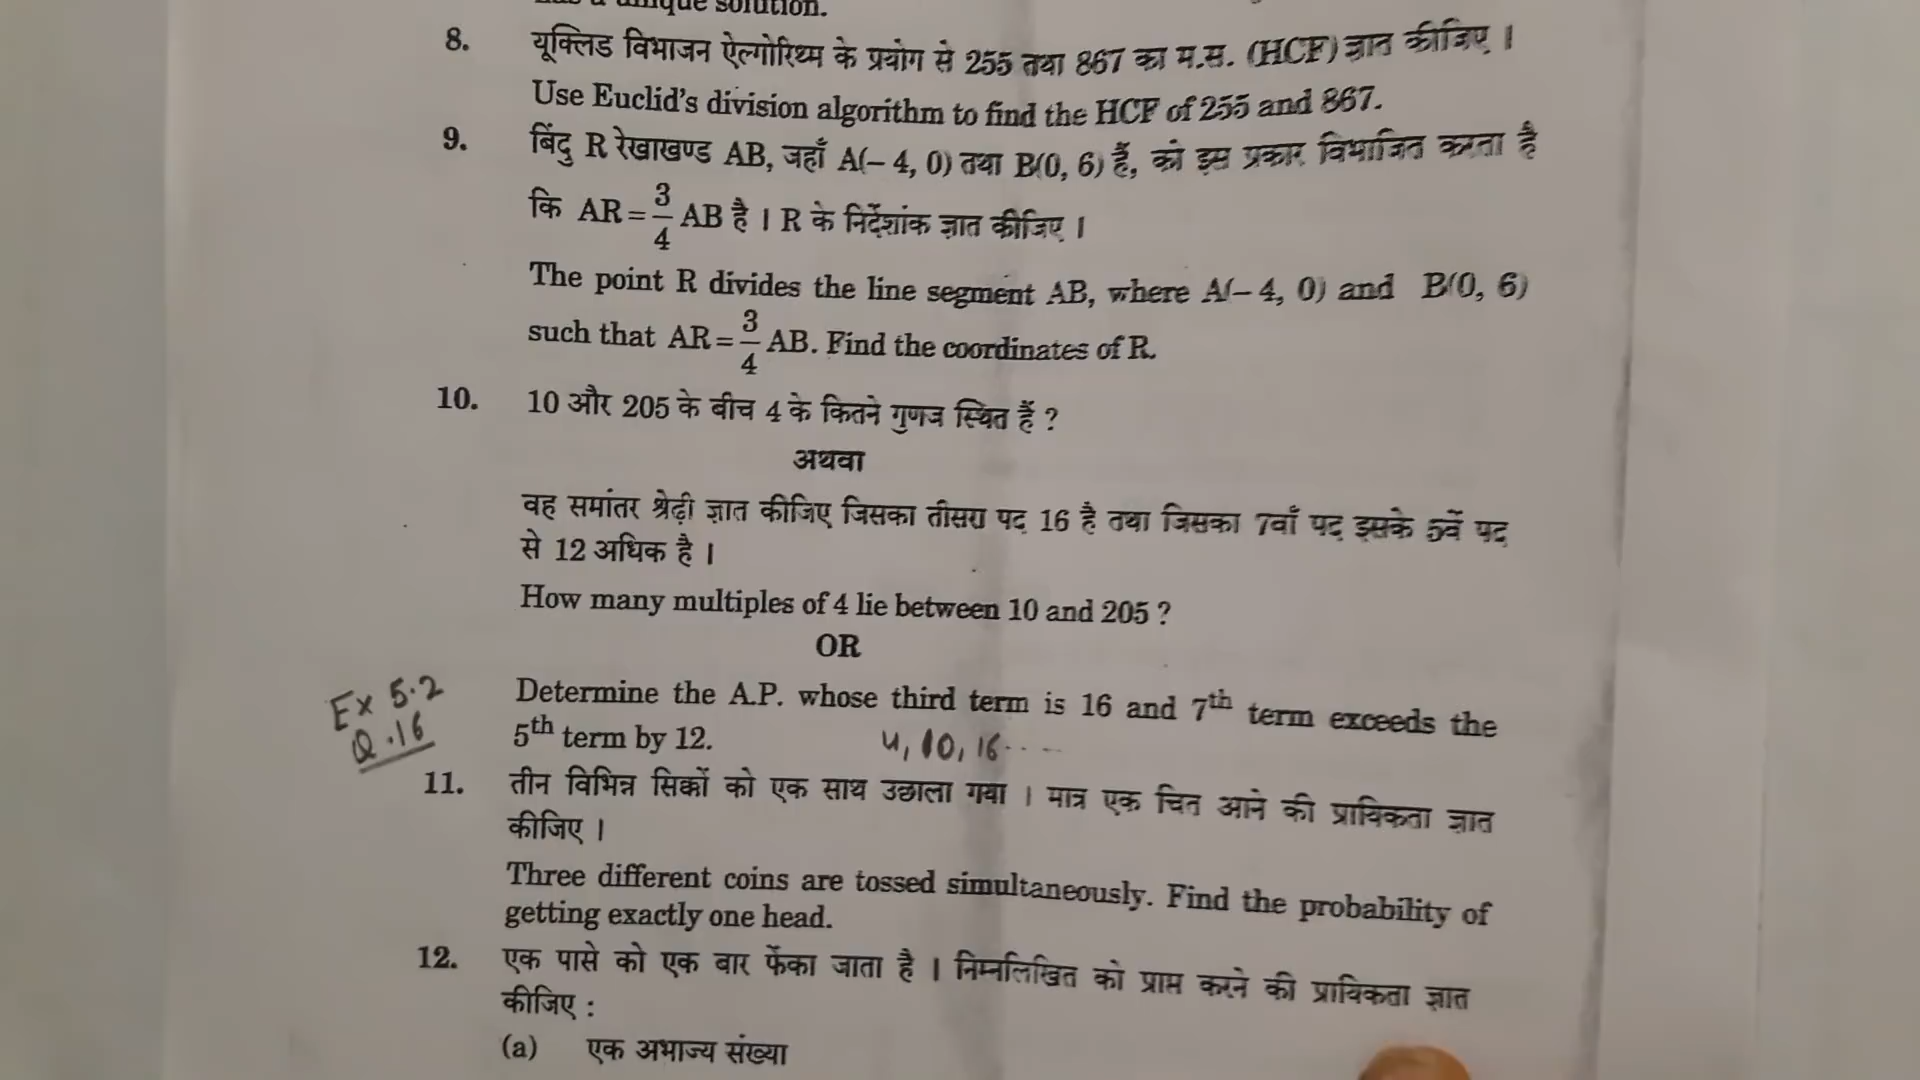 has a unique solution.
8. यूक्लिड विभाजन ऐल्गोरिथ्म के प्रयोग से 255 तथा 867 का म.स. (HCF) ज्ञात कीजिए ।
Use Euclid's division algorithm to find the HCF of 255 and 867.
9. बिंदु R रेखाखण्ड AB, जहाँ A(– 4, 0) तथा B(0, 6) हैं, को इस प्रकार विभाजित करता है
कि AR = 3/4 AB है । R के निर्देशांक ज्ञात कीजिए ।
The point R divides the line segment AB, where A(– 4, 0) and B(0, 6)
such that AR = 3/4 AB. Find the coordinates of R.
10. 10 और 205 के बीच 4 के कितने गुणज स्थित हैं ?
अथवा
वह समांतर श्रेढ़ी ज्ञात कीजिए जिसका तीसरा पद 16 है तथा जिसका 7वाँ पद इसके 5वें पद
से 12 अधिक है ।
How many multiples of 4 lie between 10 and 205 ?
OR
Ex 5.2
Q.16
Determine the A.P. whose third term is 16 and 7th term exceeds the
5th term by 12. 4, 10, 16.....
11. तीन विभिन्न सिक्कों को एक साथ उछाला गया । मात्र एक चित आने की प्रायिकता ज्ञात
कीजिए ।
Three different coins are tossed simultaneously. Find the probability of
getting exactly one head.
12. एक पासे को एक बार फेंका जाता है । निम्नलिखित को प्राप्त करने की प्रायिकता ज्ञात
कीजिए :
(a) एक अभाज्य संख्या